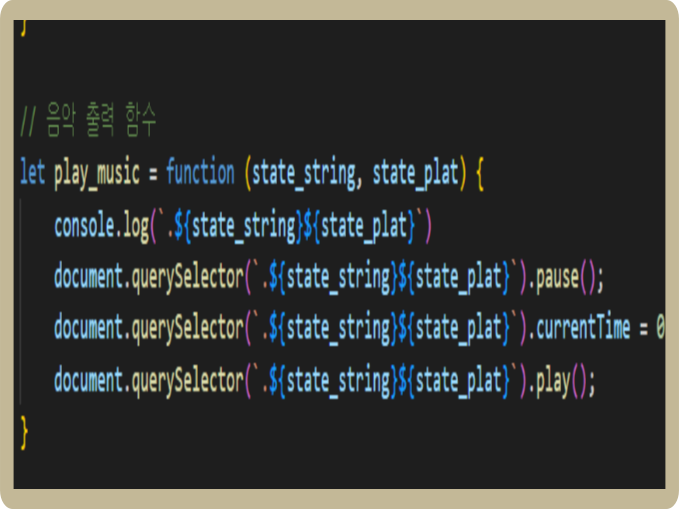 }
// 음악 출력 함수
let play_music = function (state_string, state_plat) {
console.log(`.${state_string}${state_plat}`)
document.querySelector(`.${state_string}${state_plat}`).pause();
document.querySelector(`.${state_string}${state_plat}`).currentTime = 0
document.querySelector(`.${state_string}${state_plat}`).play();
}